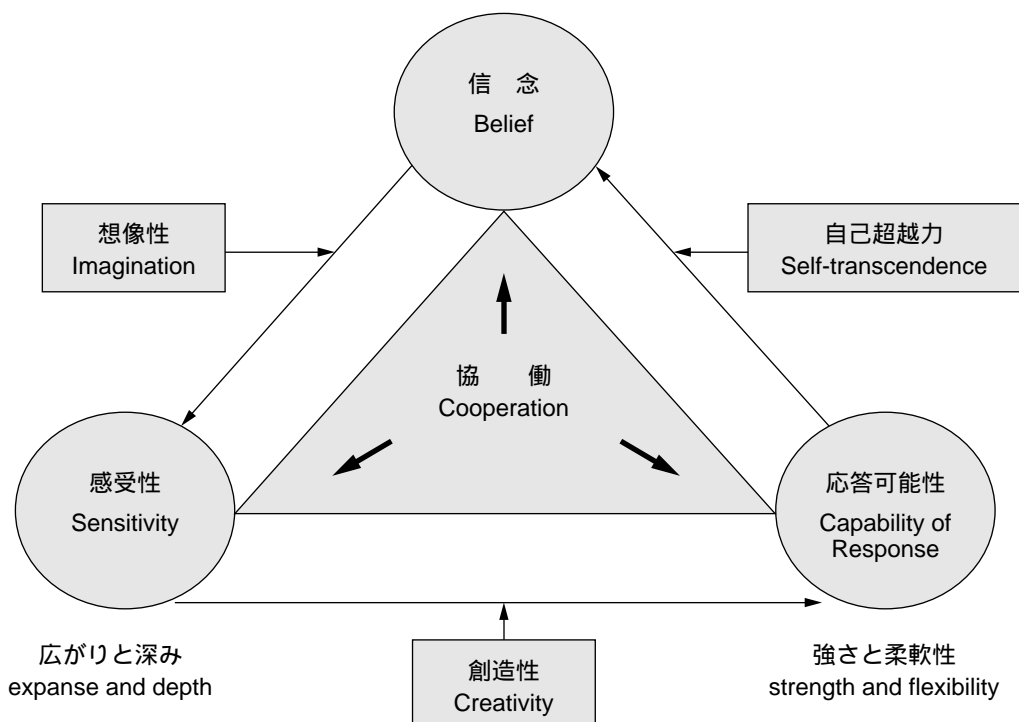 信　念
Belief
想像性
Imagination
自己超越力
Self-transcendence
協　　働
Cooperation
感受性
Sensitivity
応答可能性
Capability of
Response
広がりと深み
expanse and depth
創造性
Creativity
強さと柔軟性
strength and flexibility